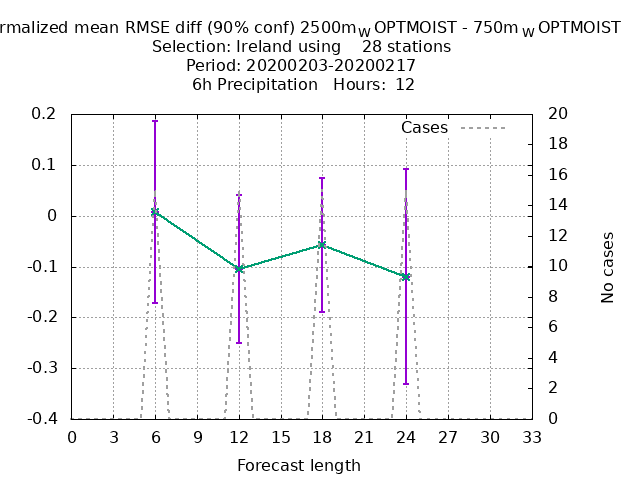 rmalized mean RMSE diff (90% conf) 2500m_W OPTMOIST - 750m_W OPTMOIST
Selection: Ireland using 28 stations
Period: 20200203-20200217
6h Precipitation Hours: 12
Cases
0.2
0.1
0
-0.1
-0.2
-0.3
-0.4
20
18
16
14
12
10
8
6
4
2
0
No cases
0 3 6 9 12 15 18 21 24 27 30 33
Forecast length